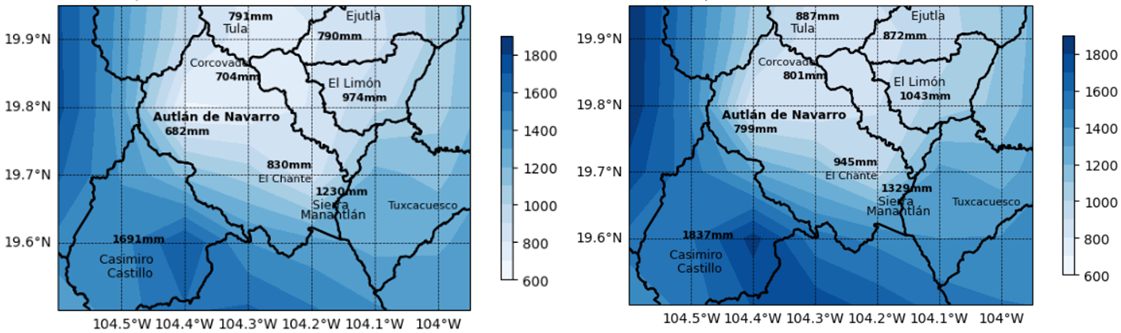 791mm
Tula
Ejutla
790mm
19.9°N
Corcovado
704mm
El Limón
974mm
19.8°N
Autlán de Navarro
682mm
830mm
El Chante
19.7°N
1230mm
Sierra
Manantlán
Tuxcacuesco
1691mm
19.6°N
Casimiro
Castillo
104.5°W 104.4°W 104.3°W 104.2°W 104.1°W 104°W
1800
1600
1400
1200
1000
800
600
887mm
Tula
Ejutla
872mm
19.9°N
Corcovado
801mm
El Limón
1043mm
19.8°N
Autlán de Navarro
799mm
945mm
El Chante
19.7°N
1329mm
Sierra
Manantlán
Tuxcacuesco
1837mm
19.6°N
Casimiro
Castillo
104.5°W 104.4°W 104.3°W 104.2°W 104.1°W 104°W
1800
1600
1400
1200
1000
800
600